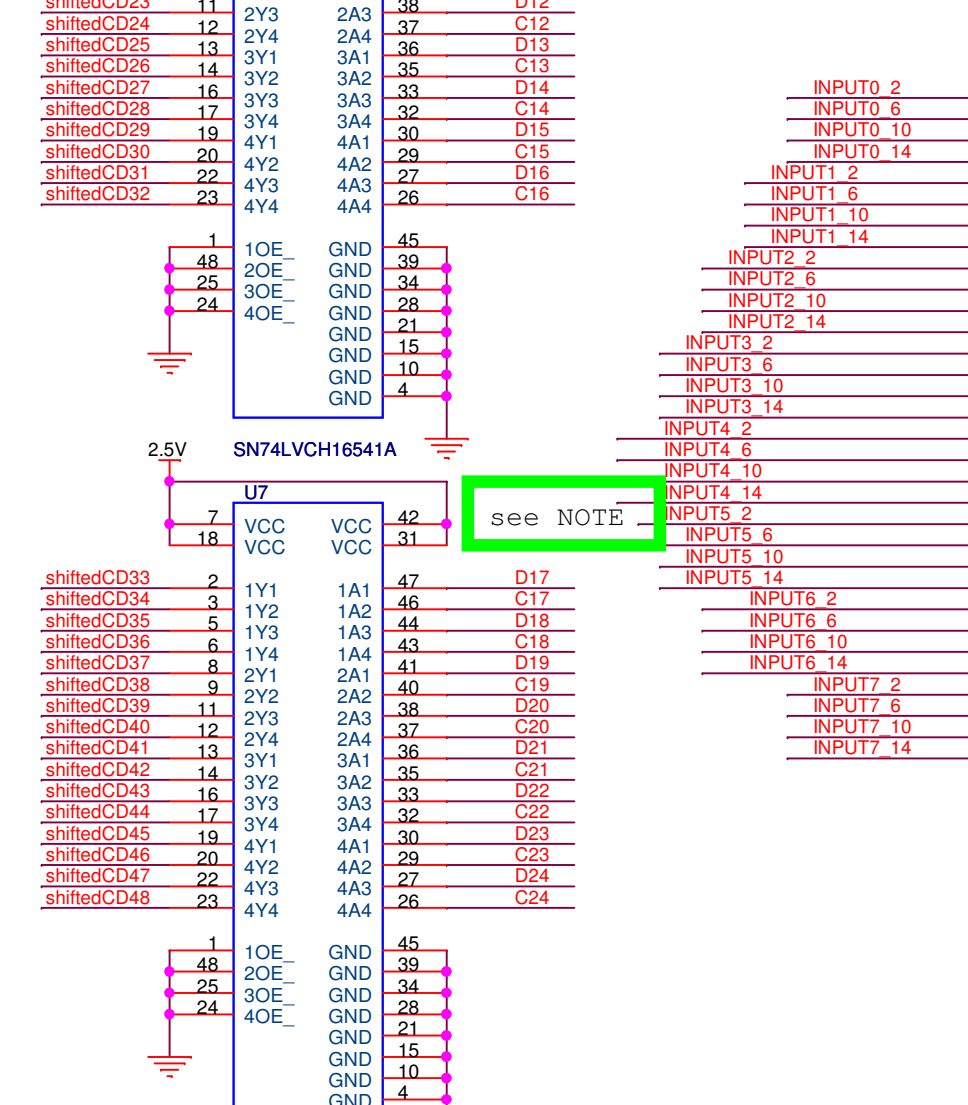 shiftedCD23 11 2Y3 2A3 38 D12
shiftedCD24 12 2Y4 2A4 37 C12
shiftedCD25 13 3Y1 3A1 36 D13
shiftedCD26 14 3Y2 3A2 35 C13
shiftedCD27 16 3Y3 3A3 33 D14
shiftedCD28 17 3Y4 3A4 32 C14
shiftedCD29 19 4Y1 4A1 30 D15
shiftedCD30 20 4Y2 4A2 29 C15
shiftedCD31 22 4Y3 4A3 27 D16
shiftedCD32 23 4Y4 4A4 26 C16
1 1OE_ GND 45
48 2OE_ GND 39
25 3OE_ GND 34
24 4OE_ GND 28
GND 21
GND 15
GND 10
GND 4
2.5V
SN74LVCH16541A
U7
7 VCC VCC 42
18 VCC VCC 31
see NOTE
shiftedCD33 2 1Y1 1A1 47 D17
shiftedCD34 3 1Y2 1A2 46 C17
shiftedCD35 5 1Y3 1A3 44 D18
shiftedCD36 6 1Y4 1A4 43 C18
shiftedCD37 8 2Y1 2A1 41 D19
shiftedCD38 9 2Y2 2A2 40 C19
shiftedCD39 11 2Y3 2A3 38 D20
shiftedCD40 12 2Y4 2A4 37 C20
shiftedCD41 13 3Y1 3A1 36 D21
shiftedCD42 14 3Y2 3A2 35 C21
shiftedCD43 16 3Y3 3A3 33 D22
shiftedCD44 17 3Y4 3A4 32 C22
shiftedCD45 19 4Y1 4A1 30 D23
shiftedCD46 20 4Y2 4A2 29 C23
shiftedCD47 22 4Y3 4A3 27 D24
shiftedCD48 23 4Y4 4A4 26 C24
1 1OE_ GND 45
48 2OE_ GND 39
25 3OE_ GND 34
24 4OE_ GND 28
GND 21
GND 15
GND 10
GND 4
INPUT0_2
INPUT0_6
INPUT0_10
INPUT0_14
INPUT1_2
INPUT1_6
INPUT1_10
INPUT1_14
INPUT2_2
INPUT2_6
INPUT2_10
INPUT2_14
INPUT3_2
INPUT3_6
INPUT3_10
INPUT3_14
INPUT4_2
INPUT4_6
INPUT4_10
INPUT4_14
INPUT5_2
INPUT5_6
INPUT5_10
INPUT5_14
INPUT6_2
INPUT6_6
INPUT6_10
INPUT6_14
INPUT7_2
INPUT7_6
INPUT7_10
INPUT7_14